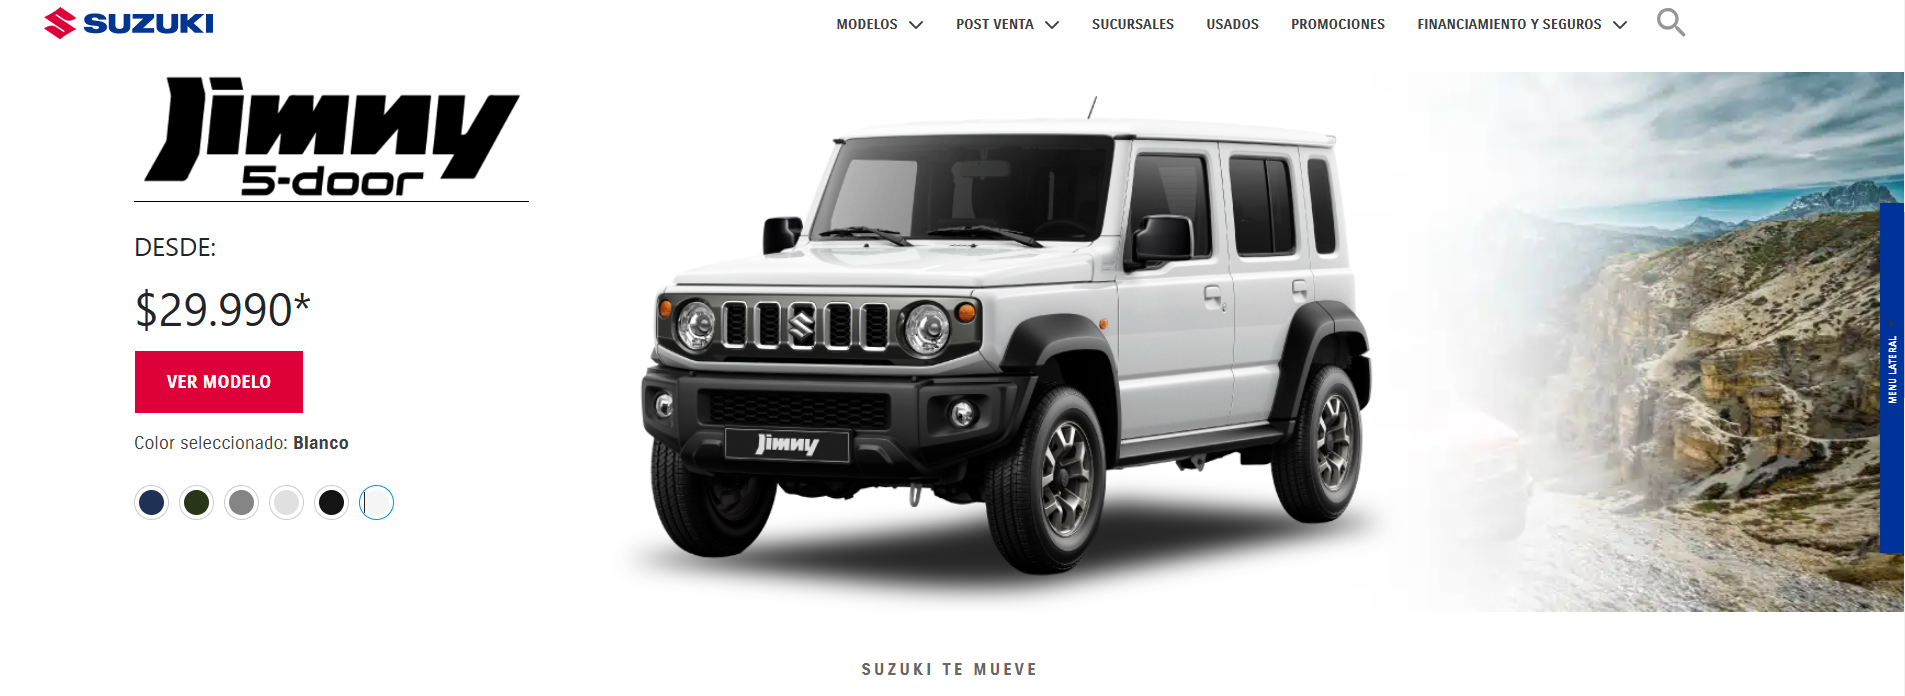 SUZUKI
MODELOS
POST VENTA
SUCURSALES
USADOS
PROMOCIONES
FINANCIAMIENTO Y SEGUROS
Jimny
5-door
DESDE:
$29.990*
VER MODELO
Color seleccionado: Blanco
Jimny
MENU LATERAL
SUZUKI TE MUEVE